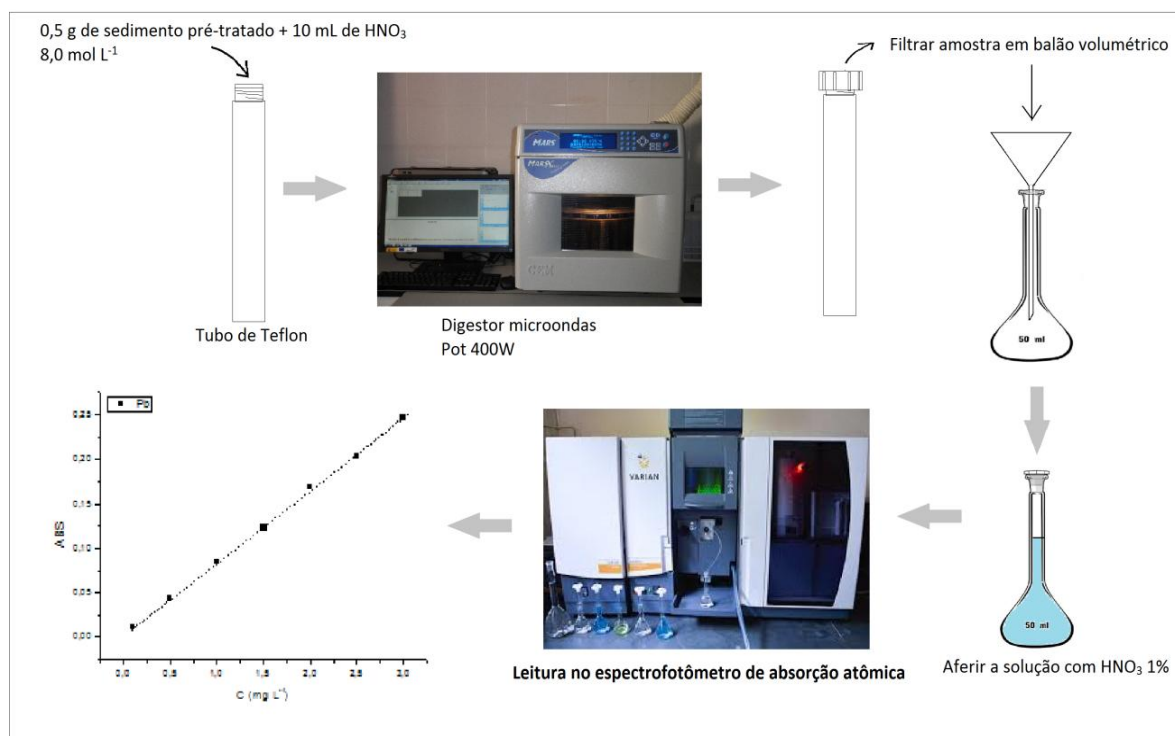 0,5 g de sedimento pré-tratado + 10 mL de HNO₃
8,0 mol L⁻¹
Filtrar amostra em balão volumétrico
MARS
CEM
50 ml
Tubo de Teflon
Digestor microondas
Pot 400W
Pb
ABS
0,25
0,20
0,15
0,10
0,05
0,00
0,0 0,5 1,0 1,5 2,0 2,5 3,0
C (mg L⁻¹)
VARIAN
Leitura no espectrofotômetro de absorção atômica
50 ml
Aferir a solução com HNO₃ 1%